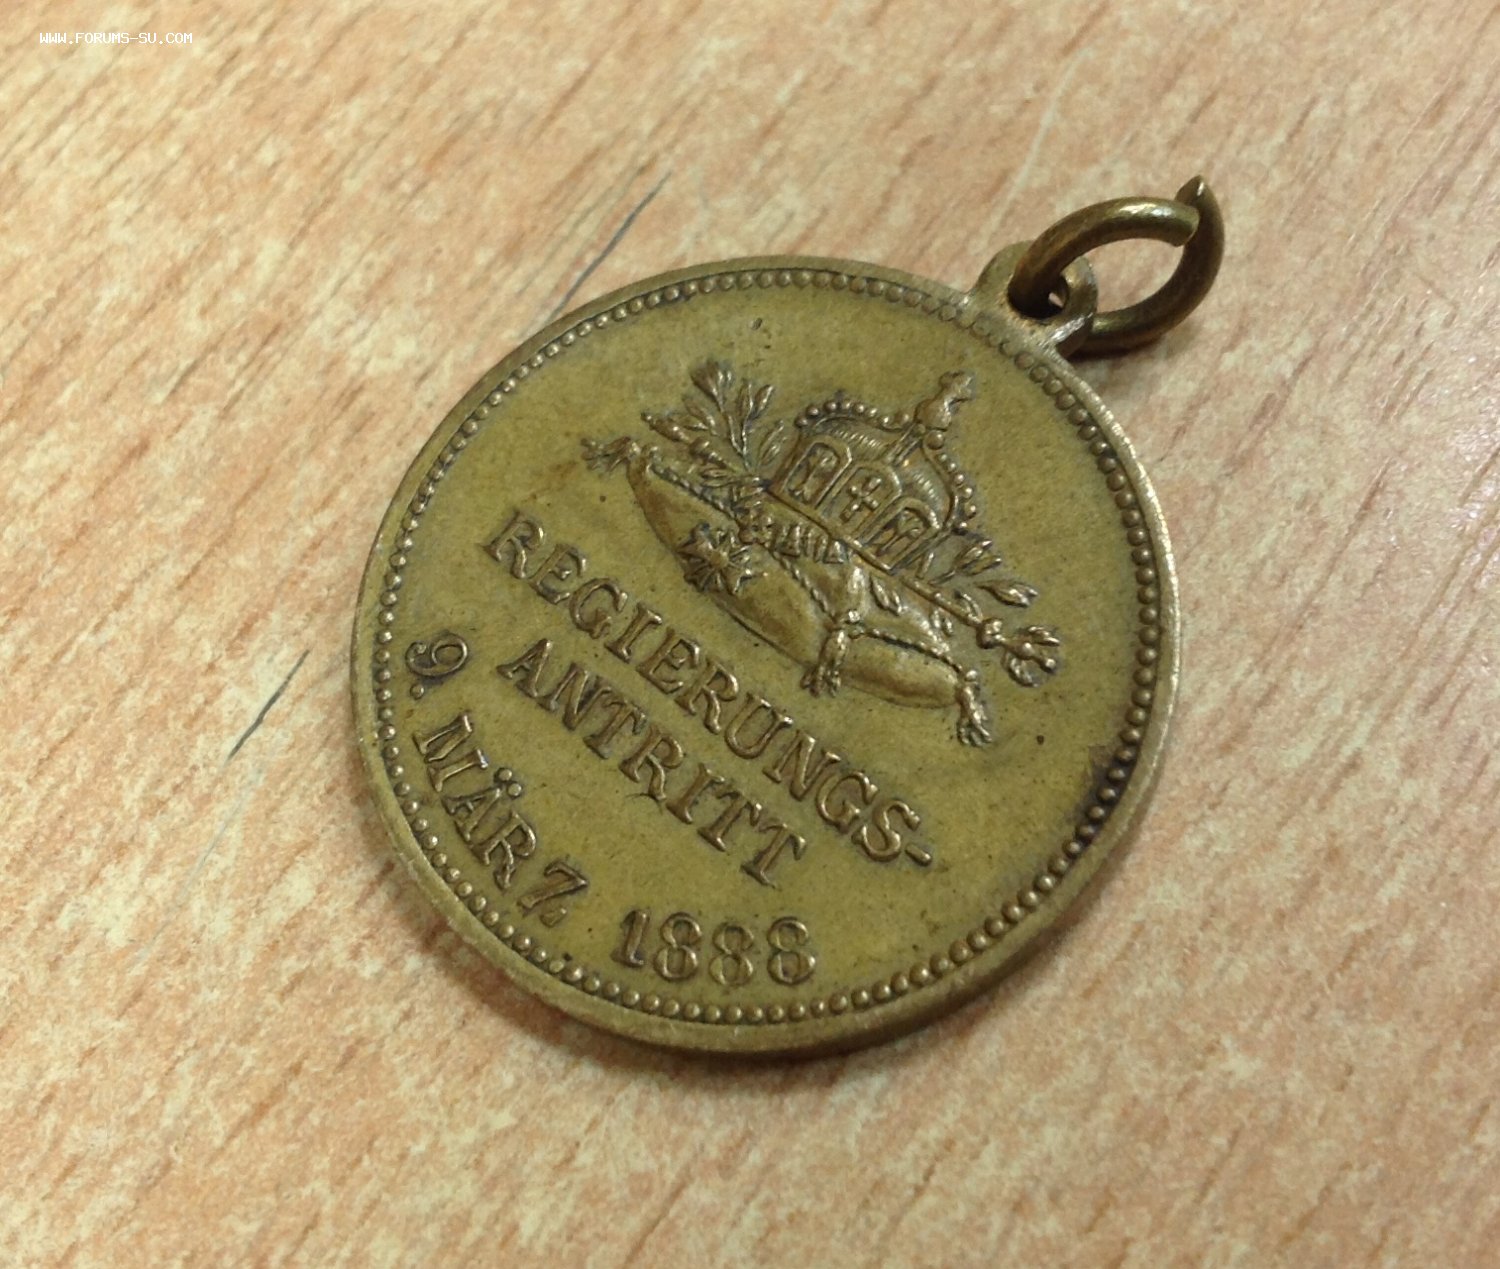 WWW.FORUMS-SU.COM
REGIERUNGS-
ANTRITT
9. MÄRZ 1888